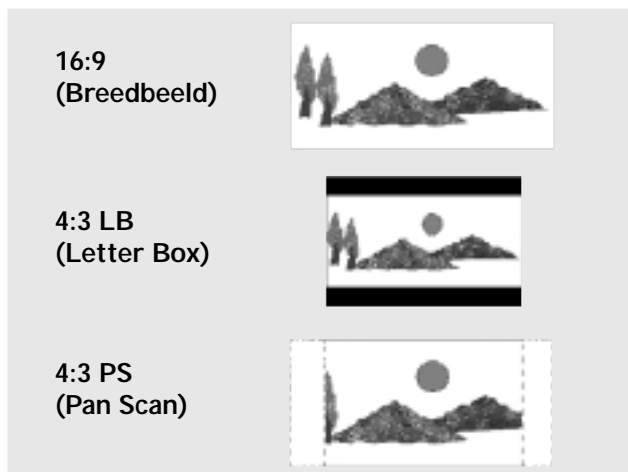 16:9
(Breedbeeld)
4:3 LB
(Letter Box)
4:3 PS
(Pan Scan)